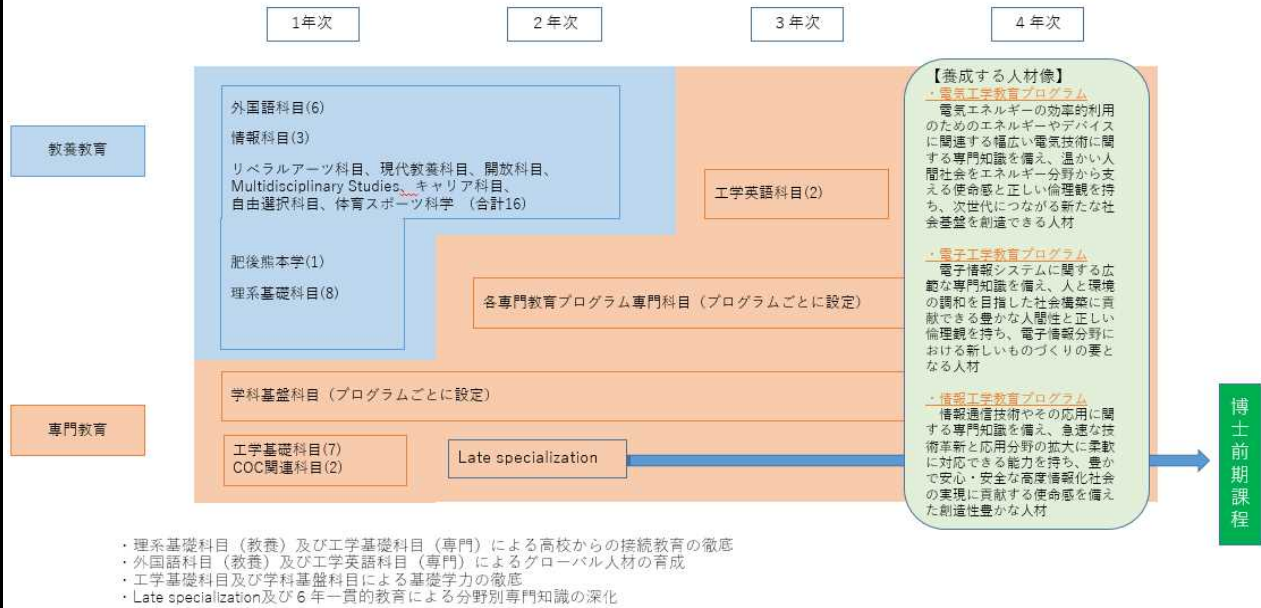 1年次
２年次
３年次
４年次
教養教育
外国語科目(6)
情報科目(3)
リベラルアーツ科目、現代教養科目、開放科目、
Multidisciplinary Studies、キャリア科目、
自由選択科目、体育スポーツ科学　（合計16）
肥後熊本学(1)
理系基礎科目(8)
工学英語科目(2)
各専門教育プログラム専門科目（プログラムごとに設定）
専門教育
学科基盤科目（プログラムごとに設定）
工学基礎科目(7)
COC関連科目(2)
Late specialization
【養成する人材像】
・電気工学教育プログラム
電気エネルギーの効率的利用
のためのエネルギーやデバイス
に関連する幅広い電気技術に関
する専門知識を備え、温かい人
間社会をエネルギー分野から支
える使命感と正しい倫理観を持
ち、次世代につながる新たな社
会基盤を創造できる人材
・電子工学教育プログラム
電子情報システムに関する広
範な専門知識を備え、人と環境
の調和を目指した社会構築に貢
献できる豊かな人間性と正しい
倫理観を持ち、電子情報分野に
おける新しいものづくりの要と
なる人材
・情報工学教育プログラム
情報通信技術やその応用に関
する専門知識を備え、急速な技
術革新と応用分野の拡大に柔軟
に対応できる能力を持ち、豊か
で安心・安全な高度情報化社会
の実現に貢献する使命感を備え
た創造性豊かな人材
博士前期課程
・理系基礎科目（教養）及び工学基礎科目（専門）による高校からの接続教育の徹底
・外国語科目（教養）及び工学英語科目（専門）によるグローバル人材の育成
・工学基礎科目及び学科基盤科目による基礎学力の徹底
・Late specialization及び６年一貫的教育による分野別専門知識の深化